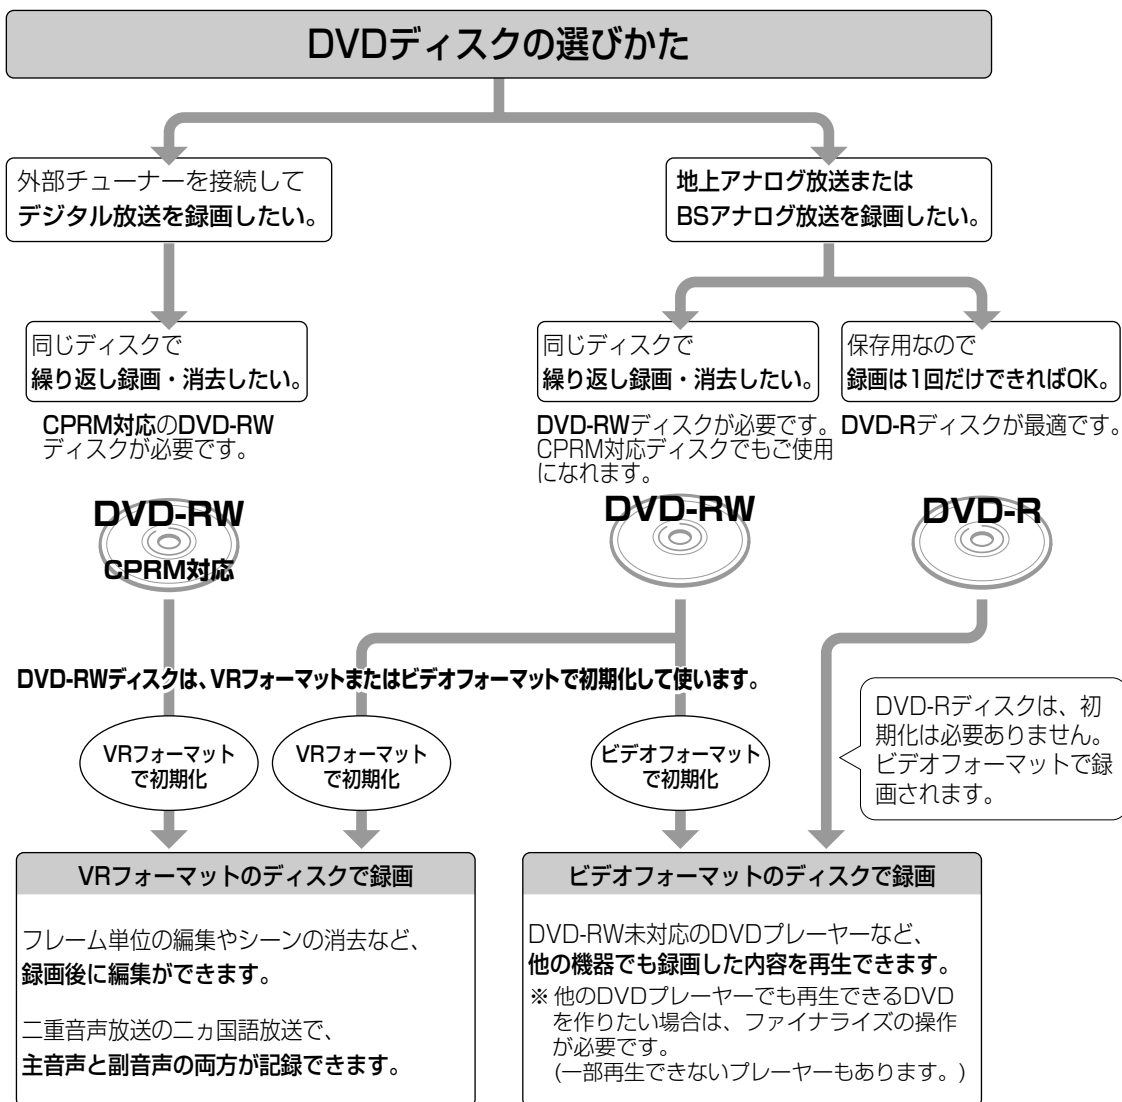 DVDディスクの選びかた
外部チューナーを接続して
デジタル放送を録画したい。
地上アナログ放送または
BSアナログ放送を録画したい。
同じディスクで
繰り返し録画・消去したい。
同じディスクで
繰り返し録画・消去したい。
保存用なので
録画は1回だけできればOK。
CPRM対応のDVD-RW
ディスクが必要です。
DVD-RWディスクが必要です。
CPRM対応ディスクでもご使用
になれます。
DVD-Rディスクが最適です。
DVD-RW
CPRM対応
DVD-RW
DVD-R
DVD-RWディスクは、VRフォーマットまたはビデオフォーマットで初期化して使います。
VRフォーマット
で初期化
VRフォーマット
で初期化
ビデオフォーマット
で初期化
DVD-Rディスクは、初
期化は必要ありません。
ビデオフォーマットで録
画されます。
VRフォーマットのディスクで録画
フレーム単位の編集やシーンの消去など、
録画後に編集ができます。
二重音声放送の二ヵ国語放送で、
主音声と副音声の両方が記録できます。
ビデオフォーマットのディスクで録画
DVD-RW未対応のDVDプレーヤーなど、
他の機器でも録画した内容を再生できます。
※ 他のDVDプレーヤーでも再生できるDVD
を作りたい場合は、ファイナライズの操作
が必要です。
(一部再生できないプレーヤーもあります。)